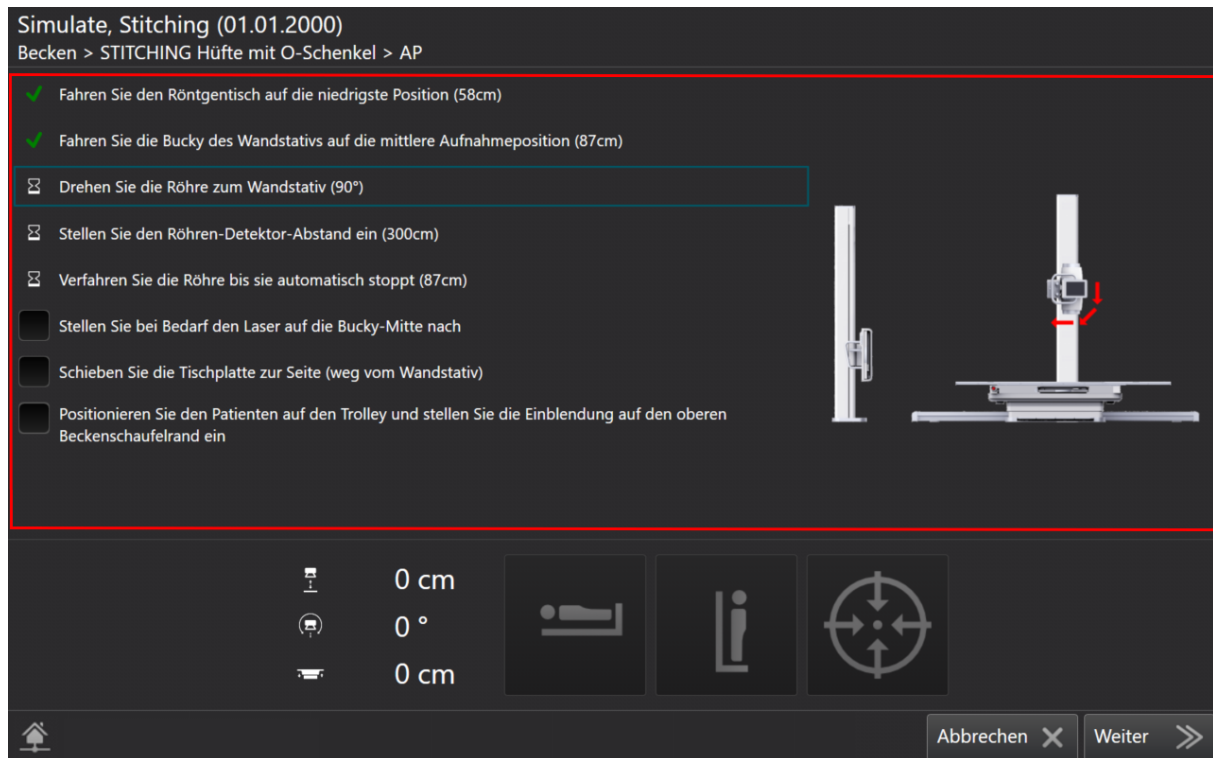 Simulate, Stitching (01.01.2000)
Becken > STITCHING Hüfte mit O-Schenkel > AP
Fahren Sie den Röntgentisch auf die niedrigste Position (58cm)
Fahren Sie die Bucky des Wandstativs auf die mittlere Aufnahmeposition (87cm)
Drehen Sie die Röhre zum Wandstativ (90°)
Stellen Sie den Röhren-Detektor-Abstand ein (300cm)
Verfahren Sie die Röhre bis sie automatisch stoppt (87cm)
Stellen Sie bei Bedarf den Laser auf die Bucky-Mitte nach
Schieben Sie die Tischplatte zur Seite (weg vom Wandstativ)
Positionieren Sie den Patienten auf den Trolley und stellen Sie die Einblendung auf den oberen
Beckenschaufelrand ein
0 cm
0 °
0 cm
Abbrechen
Weiter